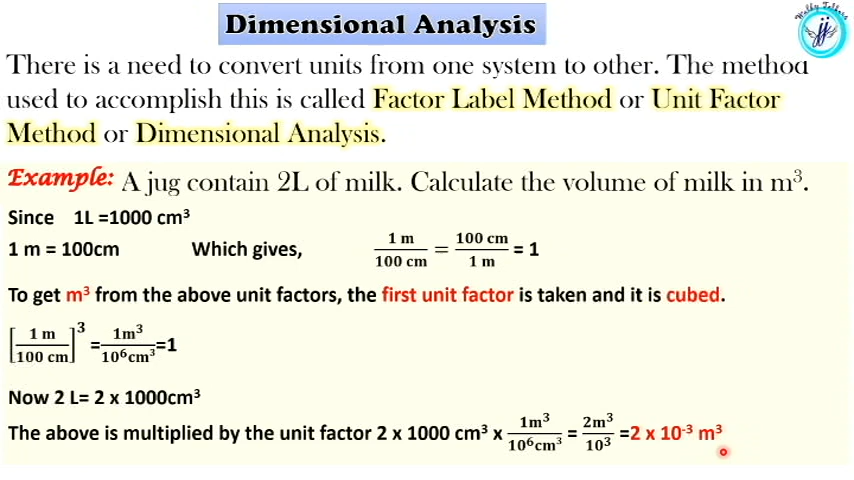 Dimensional Analysis
Wolly Tollers
jj
There is a need to convert units from one system to other. The method
used to accomplish this is called Factor Label Method or Unit Factor
Method or Dimensional Analysis.
Example: A jug contain 2L of milk. Calculate the volume of milk in m³.
Since 1L =1000 cm³
1 m = 100cm Which gives, 1 m / 100 cm = 100 cm / 1 m = 1
To get m³ from the above unit factors, the first unit factor is taken and it is cubed.
[1 m / 100 cm]³ = 1m³ / 10⁶cm³ =1
Now 2 L= 2 x 1000cm³
The above is multiplied by the unit factor 2 x 1000 cm³ x 1m³ / 10⁶cm³ = 2m³ / 10³ =2 x 10⁻³ m³